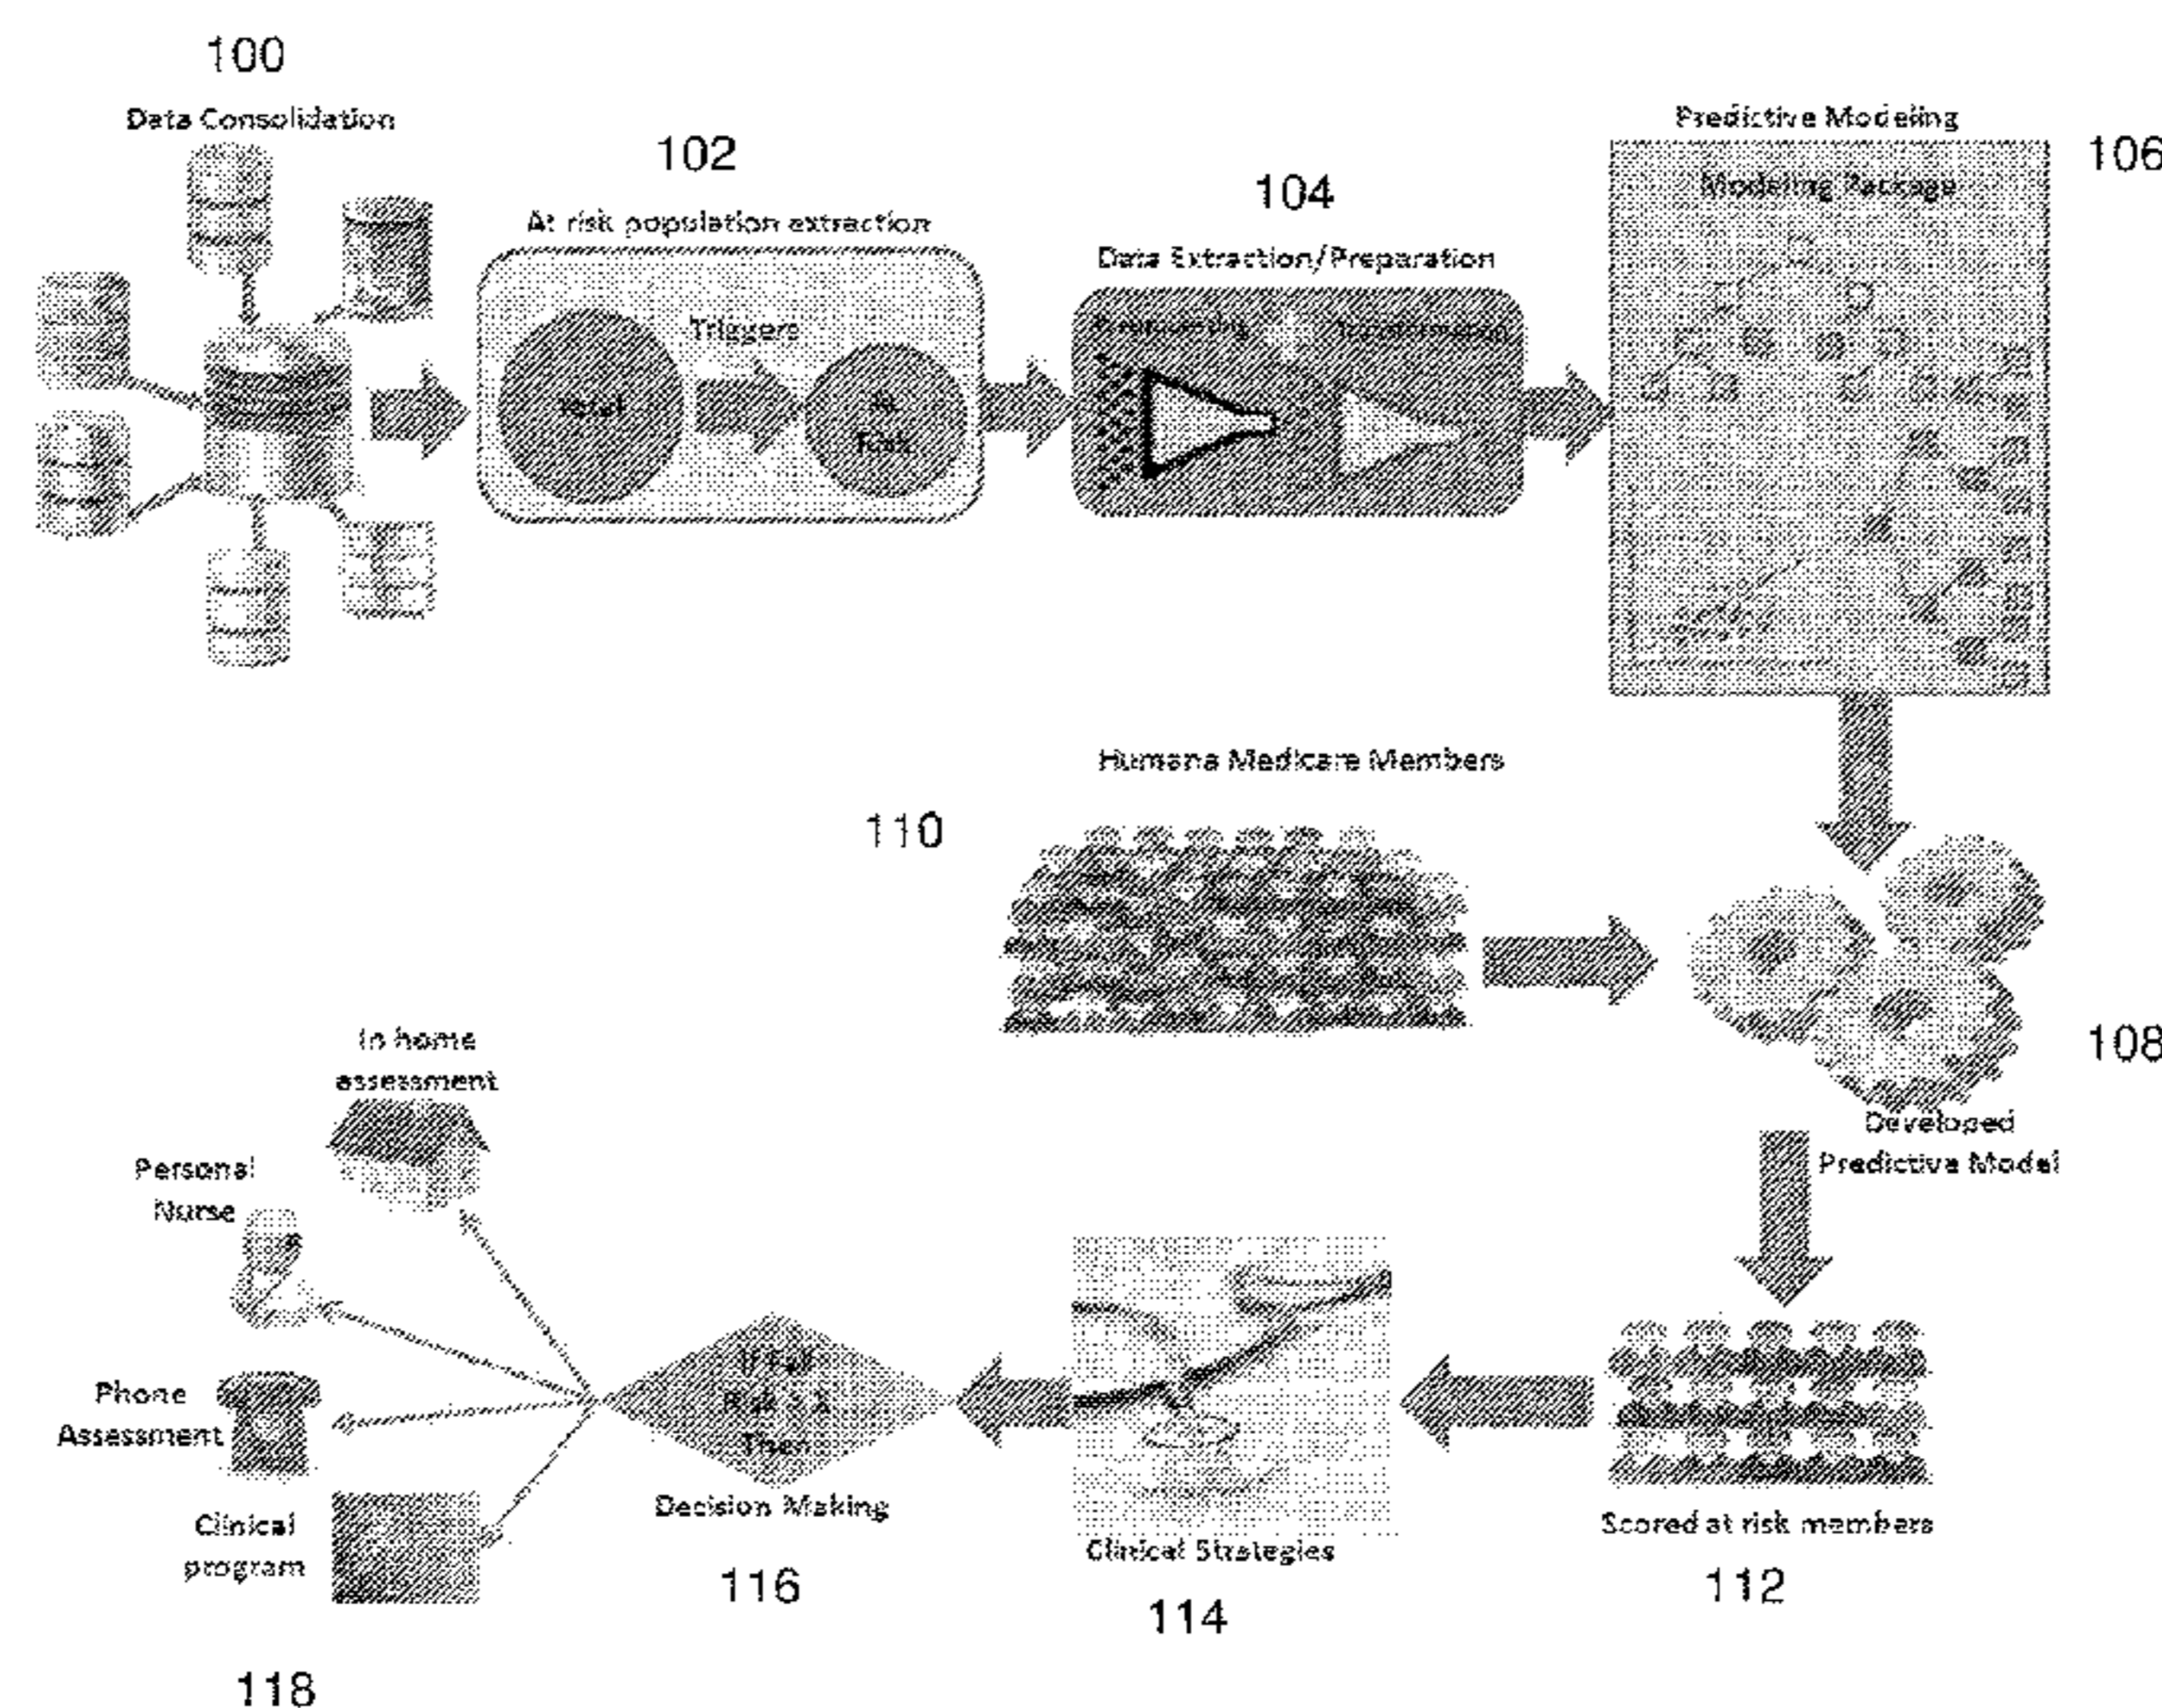 100
Data Consolidation
102
At risk population extraction
Triggers
Total
At
Risk
104
Data Extraction/Preparation
Transformation
Predictive Modeling
106
Modeling Package
Humana Medicare Members
110
108
Developed
Predictive Model
In home
assessment
Personal
Nurse
Phone
Assessment
Clinical
program
118
If Fall
Then
Decision Making
116
Clinical Strategies
114
Scored at risk members
112